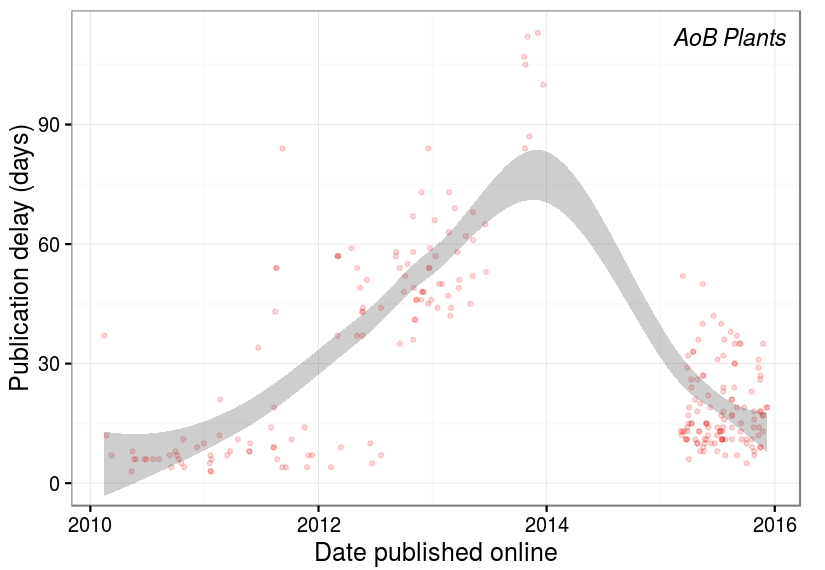 AoB Plants
Publication delay (days)
90
60
30
0
2010
2012
2014
2016
Date published online